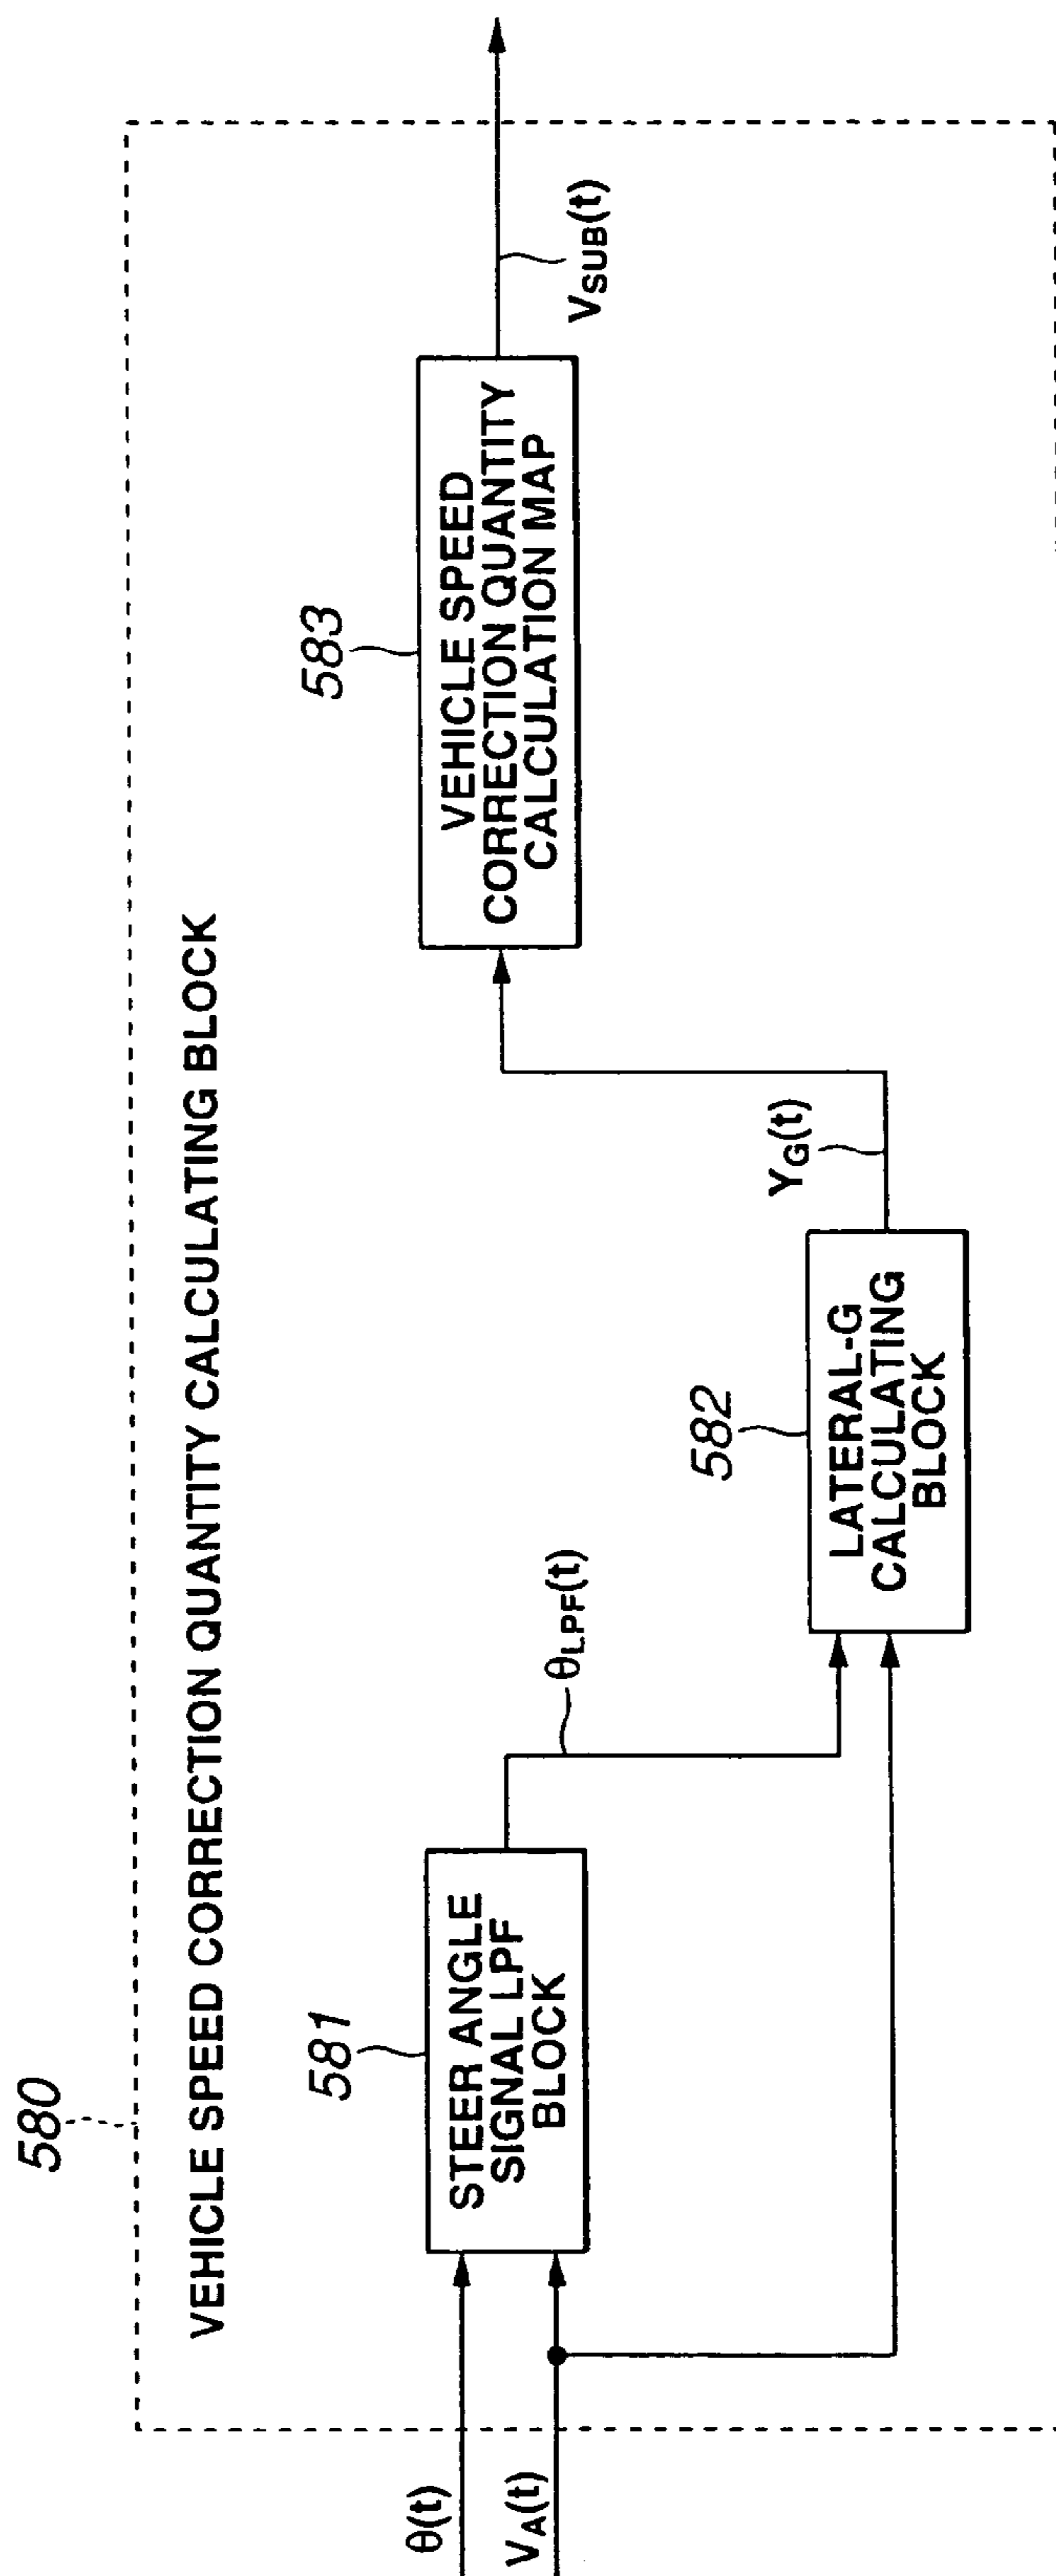 580
VEHICLE SPEED CORRECTION QUANTITY CALCULATING BLOCK
θ(t)
VA(t)
581
STEER ANGLE
SIGNAL LPF
BLOCK
θLPF(t)
582
LATERAL-G
CALCULATING
BLOCK
YG(t)
583
VEHICLE SPEED
CORRECTION QUANTITY
CALCULATION MAP
VSUB(t)